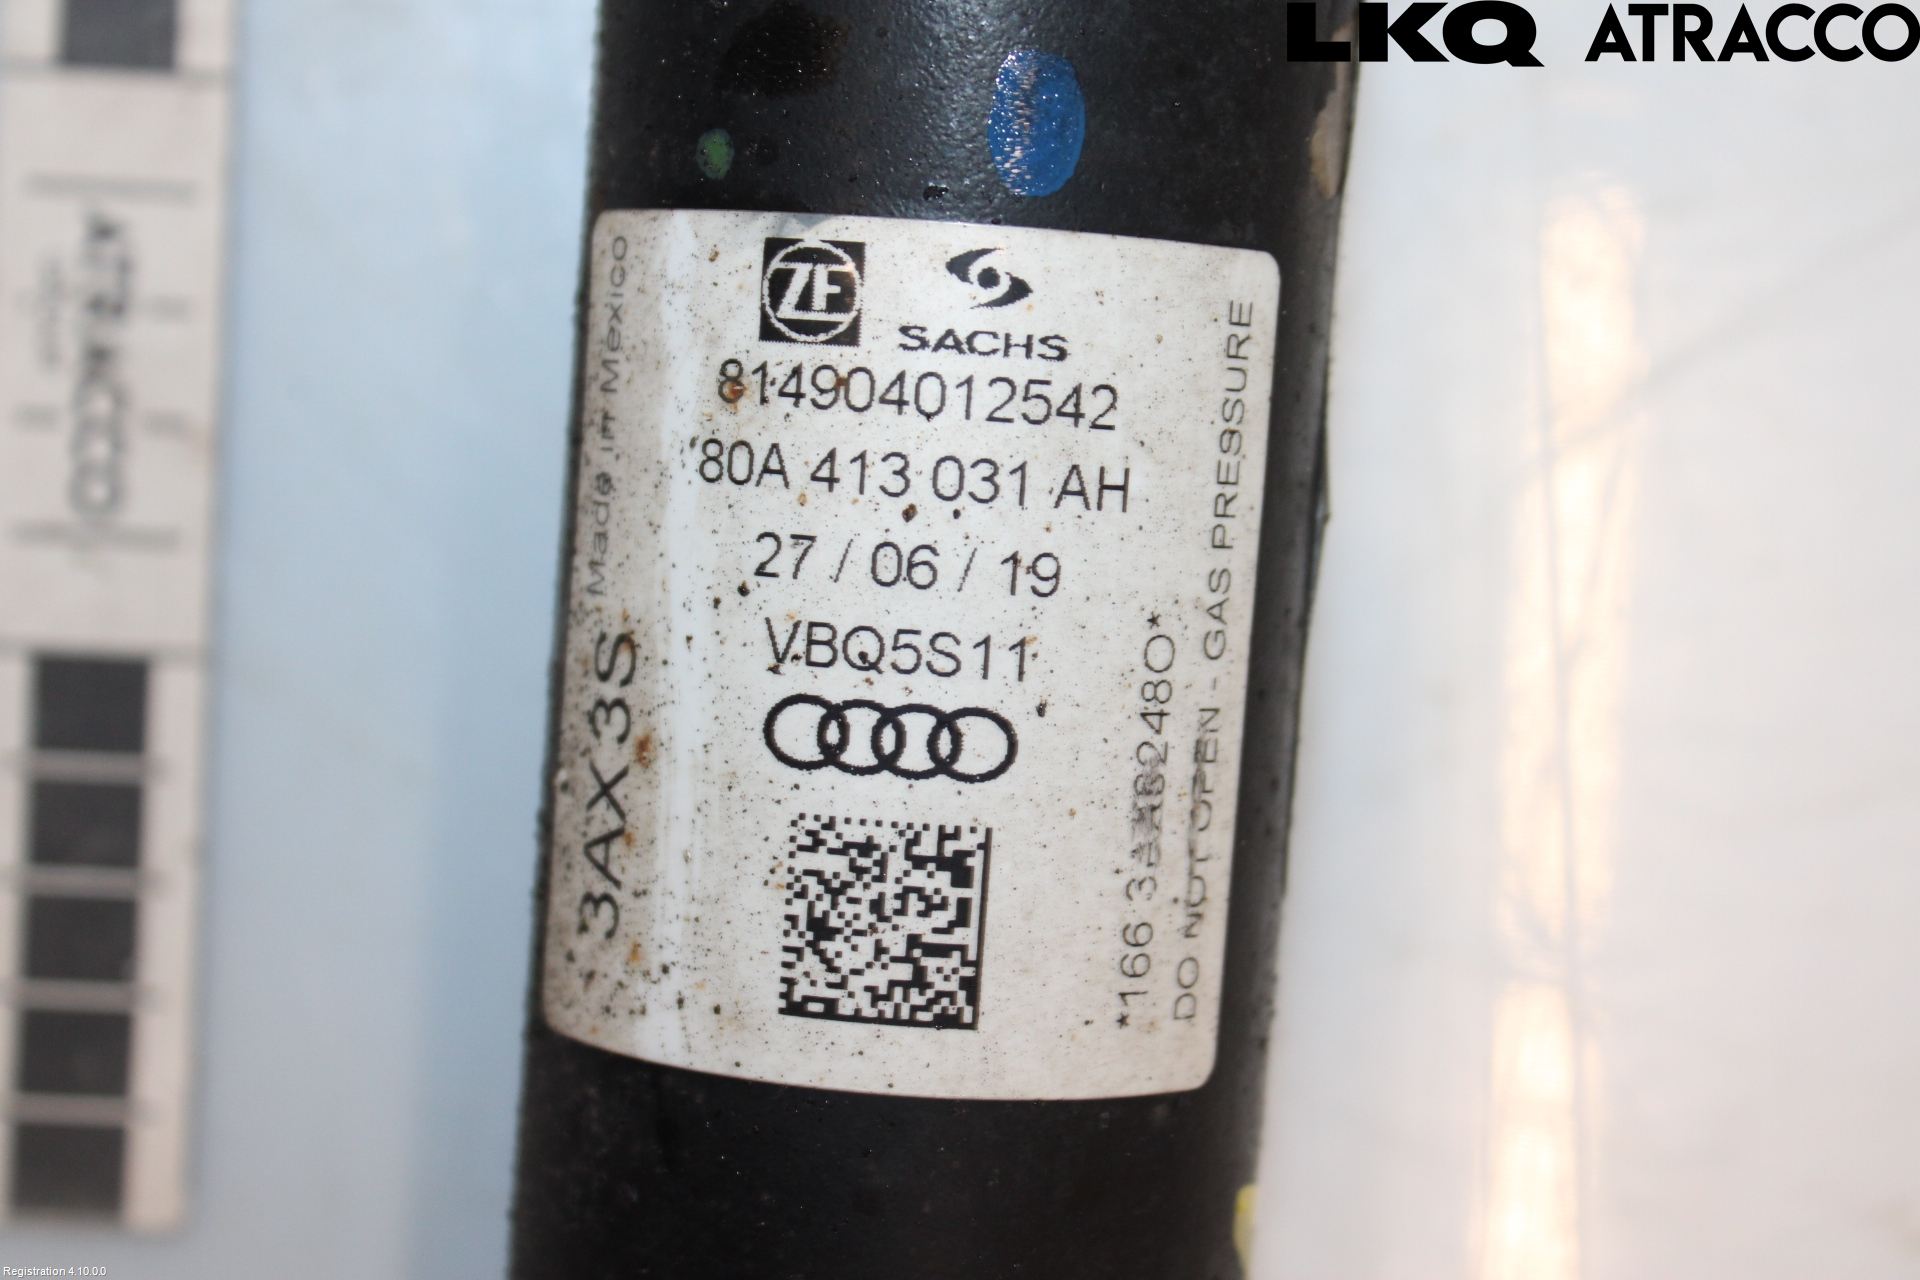 LKQ ATRACCO
ATRACCO
ZF
SACHS
814904012542
80A 413 031 AH
27 / 06 / 19
VBQ5S11
Made in Mexico
3AX3S
DO NOT OPEN - GAS PRESSURE
Registration 4.10.0.0